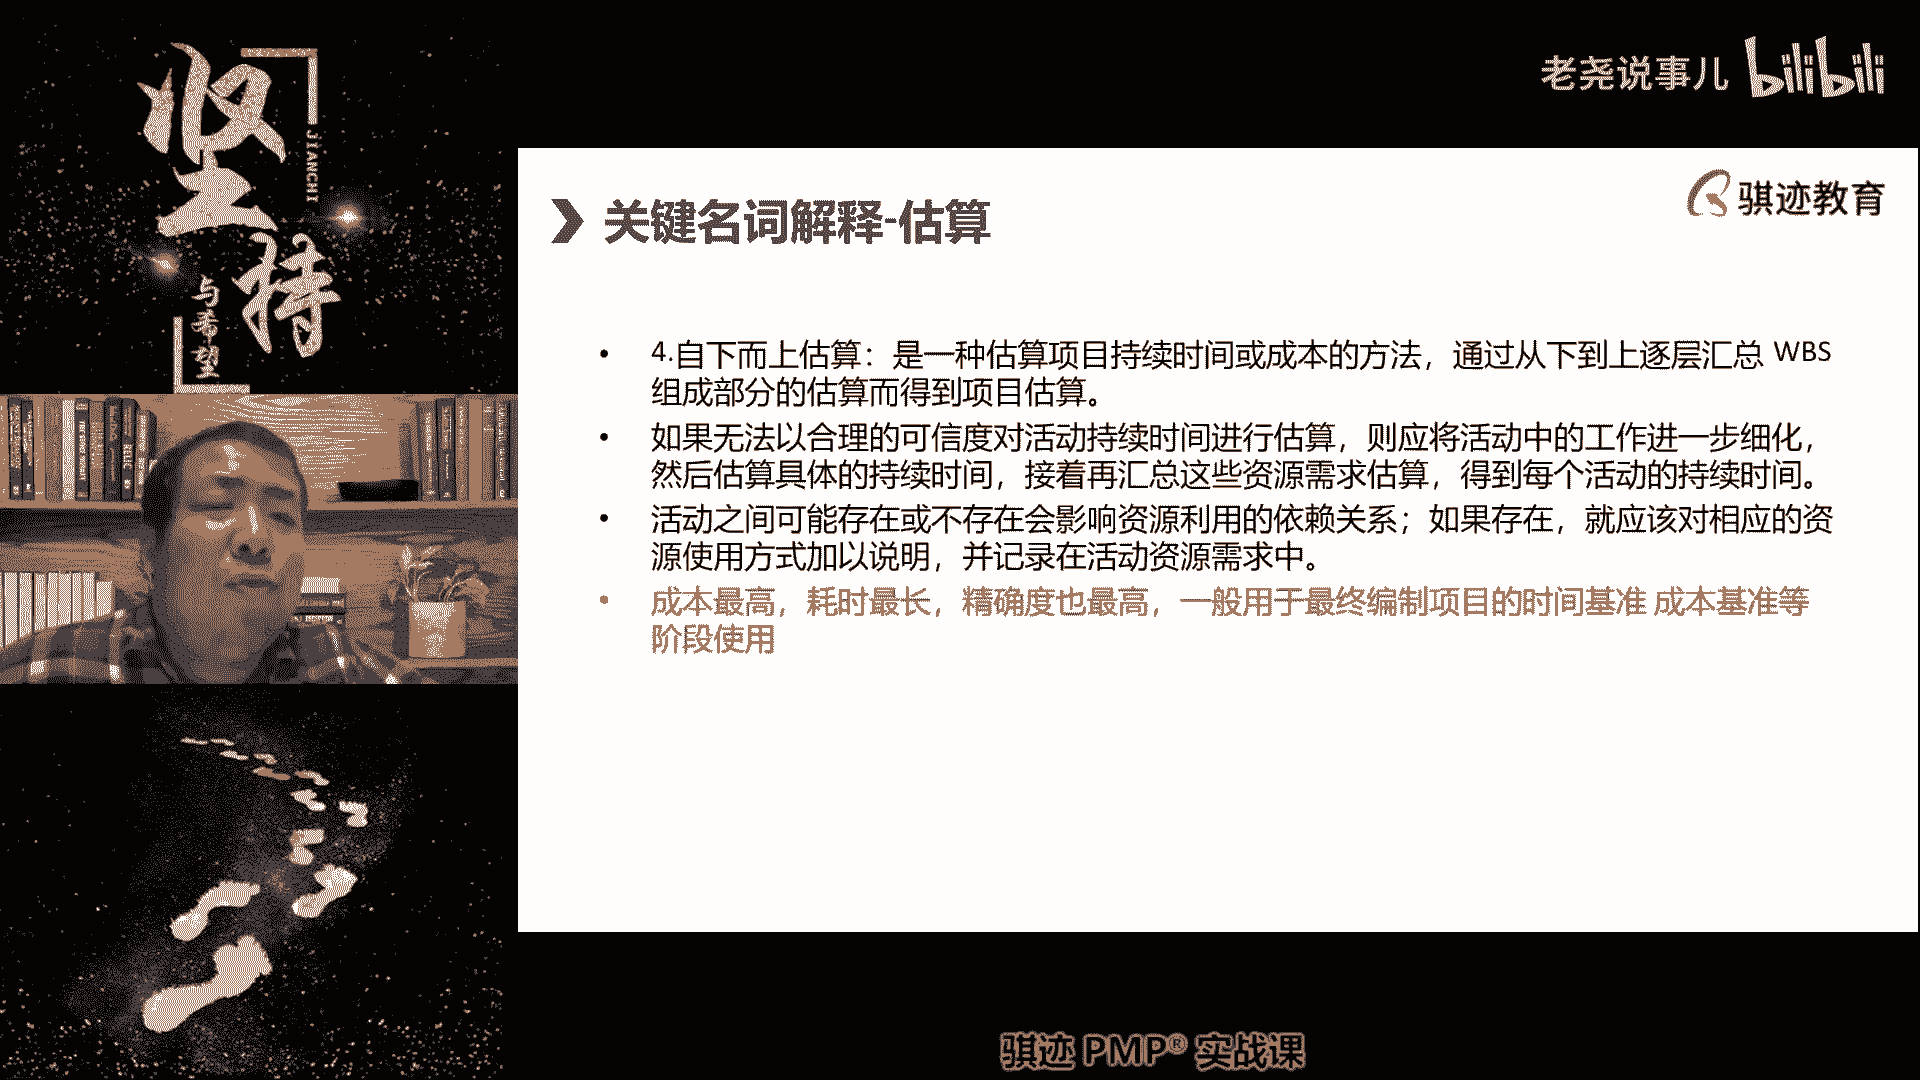 坚持
JIANCHI
与希望
老尧说事儿 bilibili
骐迹教育
关键名词解释-估算
• 4.自下而上估算：是一种估算项目持续时间或成本的方法，通过从下到上逐层汇总 WBS
组成部分的估算而得到项目估算。
• 如果无法以合理的可信度对活动持续时间进行估算，则应将活动中的工作进一步细化，
然后估算具体的持续时间，接着再汇总这些资源需求估算，得到每个活动的持续时间。
• 活动之间可能存在或不存在会影响资源利用的依赖关系；如果存在，就应该对相应的资
源使用方式加以说明，并记录在活动资源需求中。
• 成本最高，耗时最长，精确度也最高，一般用于最终编制项目的时间基准 成本基准等
阶段使用
骐迹 PMP® 实战课